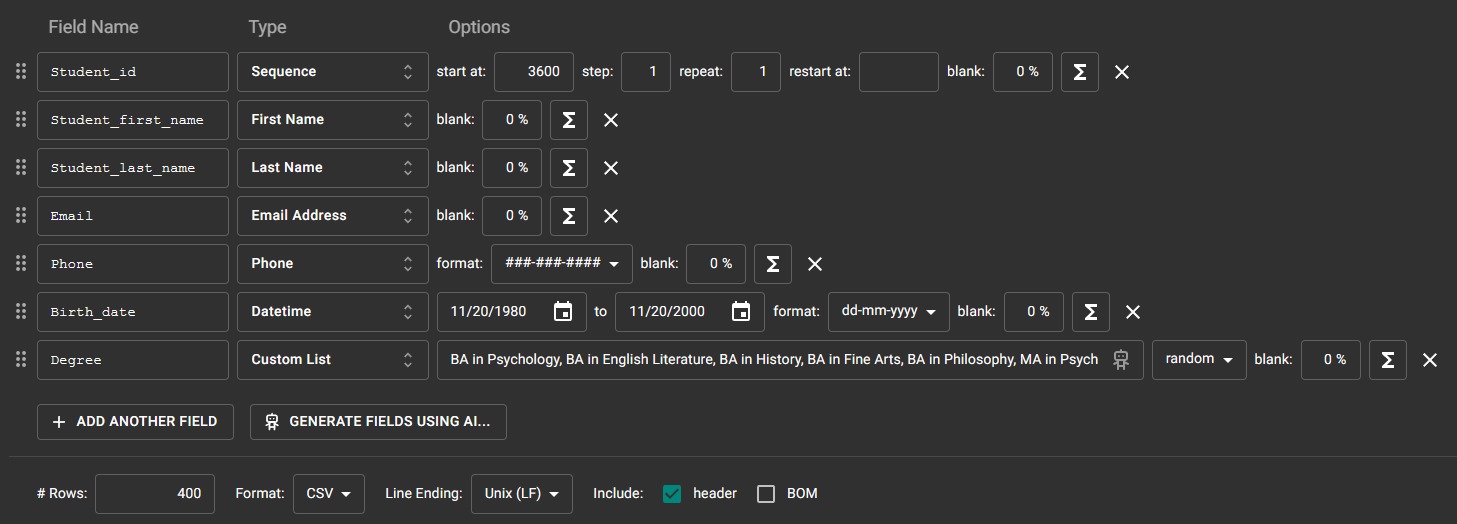 Field Name Type Options
Student_id Sequence start at: 3600 step: 1 repeat: 1 restart at: blank: 0 % Σ
Student_first_name First Name blank: 0 % Σ
Student_last_name Last Name blank: 0 % Σ
Email Email Address blank: 0 % Σ
Phone Phone format: ###-###-#### blank: 0 % Σ
Birth_date Datetime 11/20/1980 to 11/20/2000 format: dd-mm-yyyy blank: 0 % Σ
Degree Custom List BA in Psychology, BA in English Literature, BA in History, BA in Fine Arts, BA in Philosophy, MA in Psych random blank: 0 % Σ
+ ADD ANOTHER FIELD GENERATE FIELDS USING AI...
# Rows: 400 Format: CSV Line Ending: Unix (LF) Include: header BOM